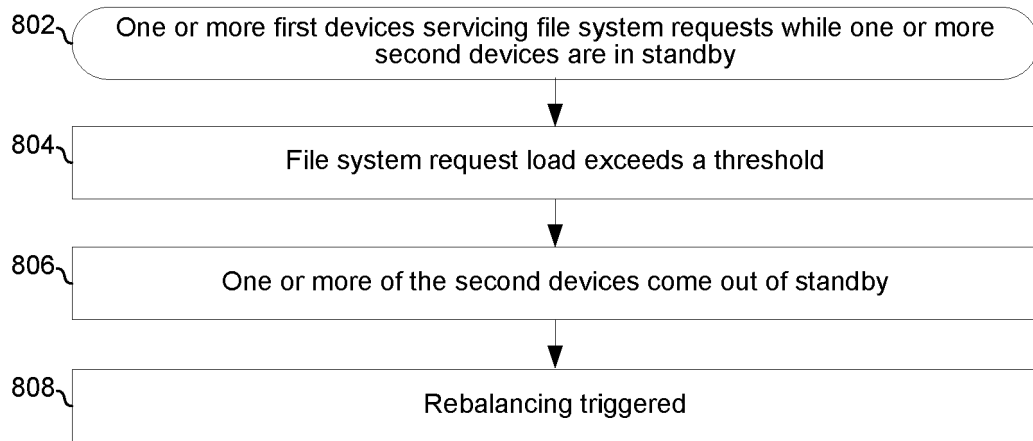 802
One or more first devices servicing file system requests while one or more
second devices are in standby
804
File system request load exceeds a threshold
806
One or more of the second devices come out of standby
808
Rebalancing triggered